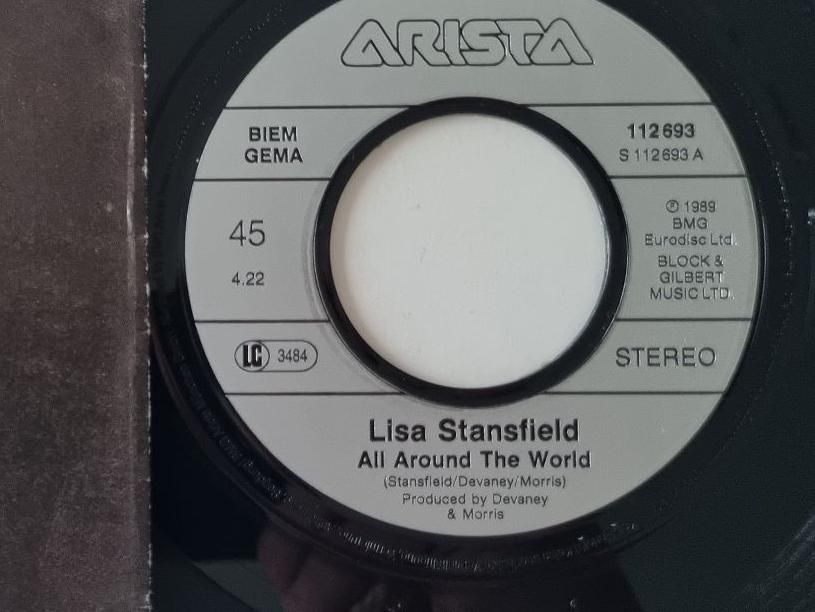 ARISTA
BIEM
GEMA
112 693
S 112 693 A
45
4.22
℗ 1989
BMG
Eurodisc Ltd.
BLOCK &
GILBERT
MUSIC LTD.
LC 3484
STEREO
Lisa Stansfield
All Around The World
(Stansfield/Devaney/Morris)
Produced by Devaney
& Morris